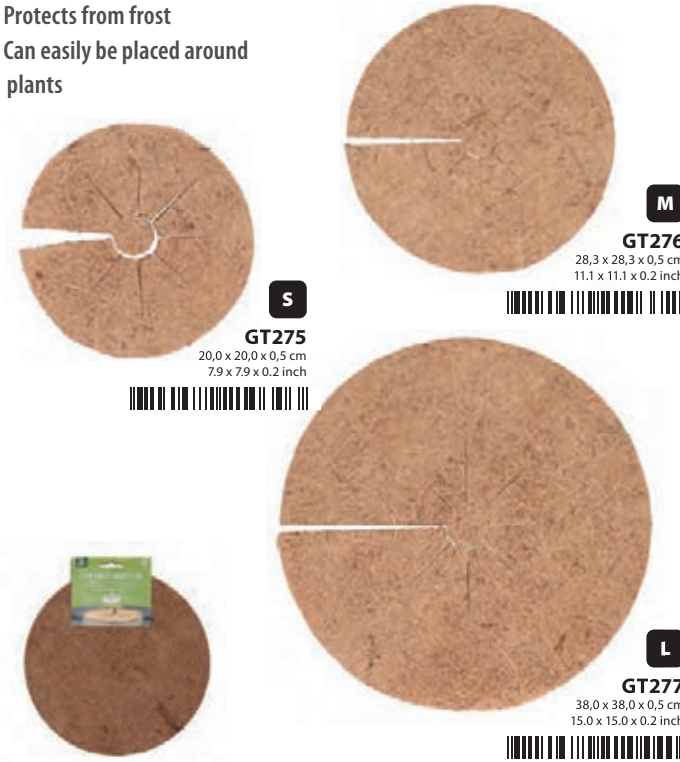 Protects from frost
Can easily be placed around
plants
M
GT276
28,3 x 28,3 x 0,5 cm
11.1 x 11.1 x 0.2 inch
S
GT275
20,0 x 20,0 x 0,5 cm
7.9 x 7.9 x 0.2 inch
L
GT277
38,0 x 38,0 x 0,5 cm
15.0 x 15.0 x 0.2 inch